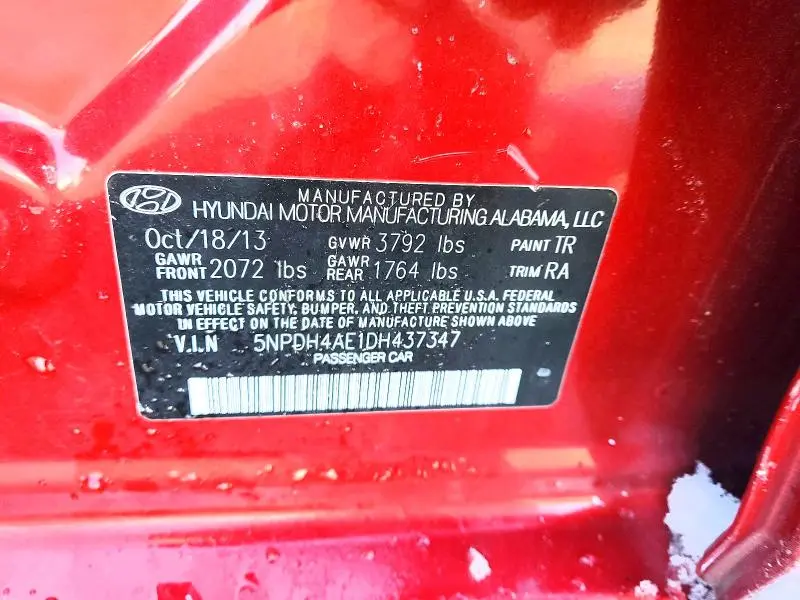 MANUFACTURED BY
HYUNDAI MOTOR MANUFACTURING ALABAMA, LLC
Oct/18/13 GVWR 3792 lbs PAINT TR
GAWR FRONT 2072 lbs GAWR REAR 1764 lbs TRIM RA
THIS VEHICLE CONFORMS TO ALL APPLICABLE U.S.A. FEDERAL
MOTOR VEHICLE SAFETY, BUMPER, AND THEFT PREVENTION STANDARDS
IN EFFECT ON THE DATE OF MANUFACTURE SHOWN ABOVE
V.I.N 5NPDH4AE1DH437347
PASSENGER CAR